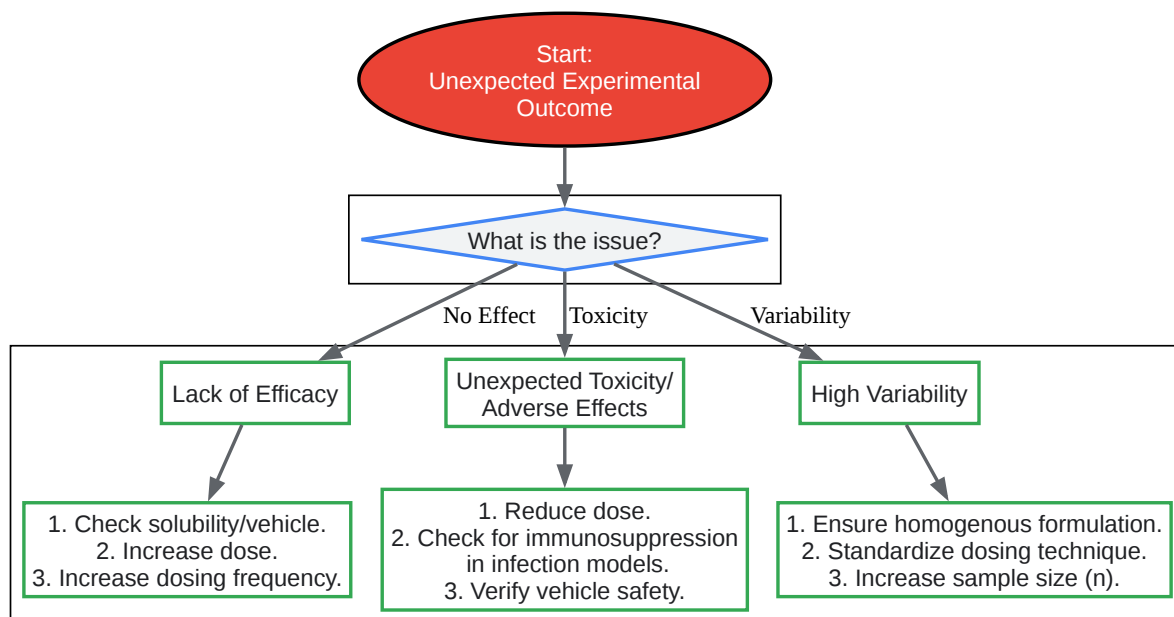 Start:
Unexpected Experimental
Outcome
What is the issue?
No Effect
Toxicity
Variability
Lack of Efficacy
Unexpected Toxicity/
Adverse Effects
High Variability
1. Check solubility/vehicle.
2. Increase dose.
3. Increase dosing frequency.
1. Reduce dose.
2. Check for immunosuppression
in infection models.
3. Verify vehicle safety.
1. Ensure homogenous formulation.
2. Standardize dosing technique.
3. Increase sample size (n).